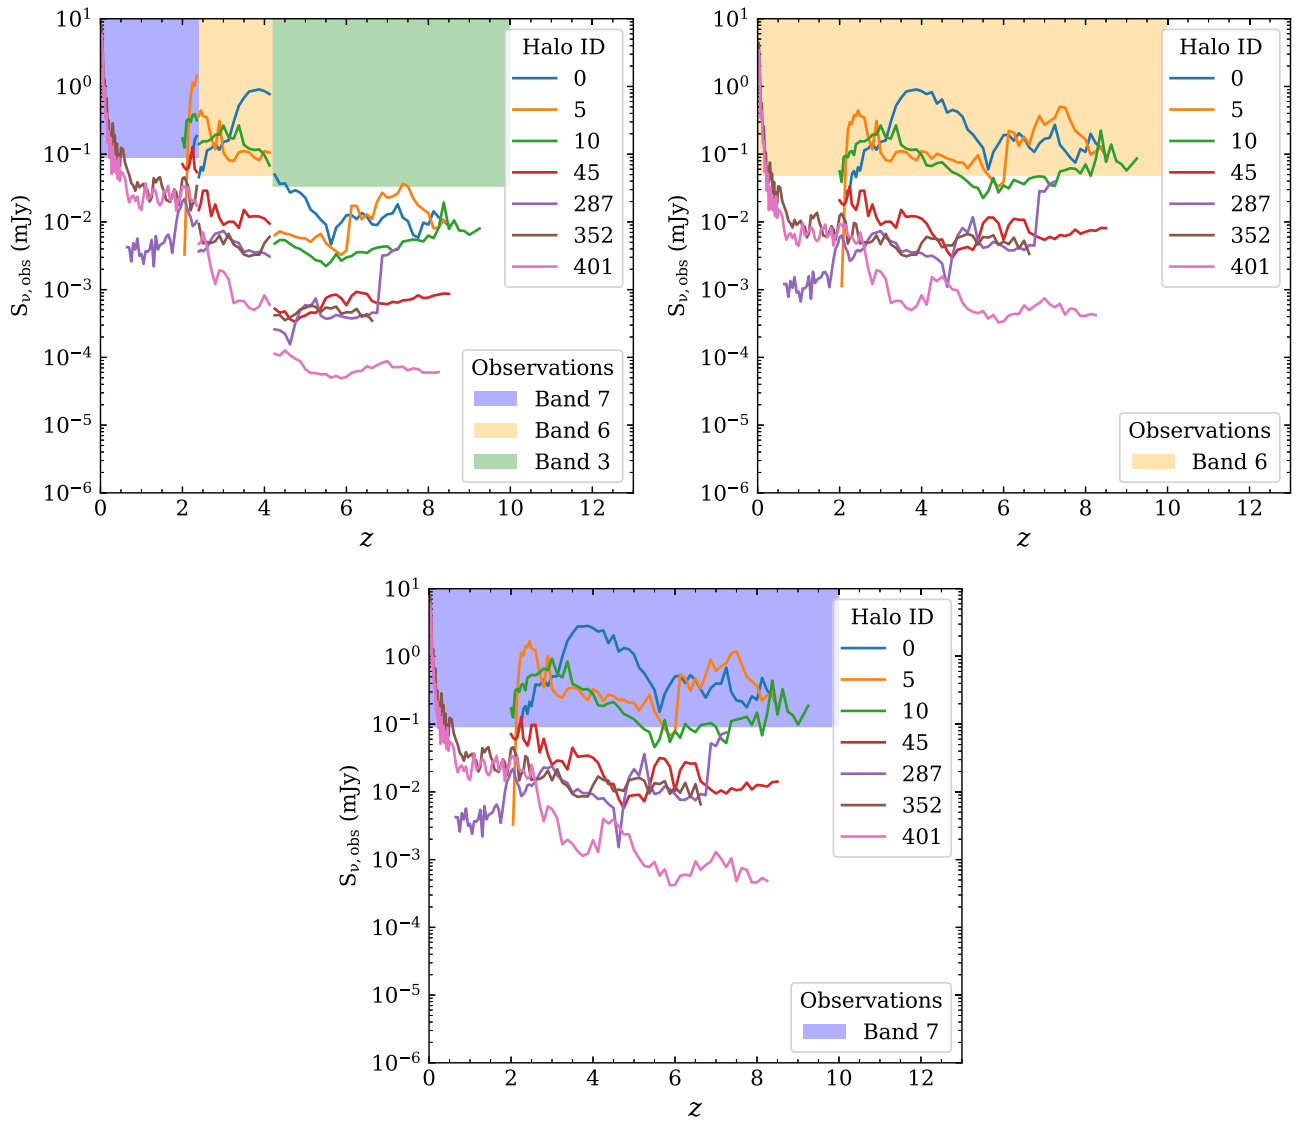 10^1
10^0
10^−1
10^−2
10^−3
10^−4
10^−5
10^−6
S_ν, obs (mJy)
0 2 4 6 8 10 12
z
Halo ID
0
5
10
45
287
352
401
Observations
Band 7
Band 6
Band 3
10^1
10^0
10^−1
10^−2
10^−3
10^−4
10^−5
10^−6
S_ν, obs (mJy)
0 2 4 6 8 10 12
z
Halo ID
0
5
10
45
287
352
401
Observations
Band 6
10^1
10^0
10^−1
10^−2
10^−3
10^−4
10^−5
10^−6
S_ν, obs (mJy)
0 2 4 6 8 10 12
z
Halo ID
0
5
10
45
287
352
401
Observations
Band 7